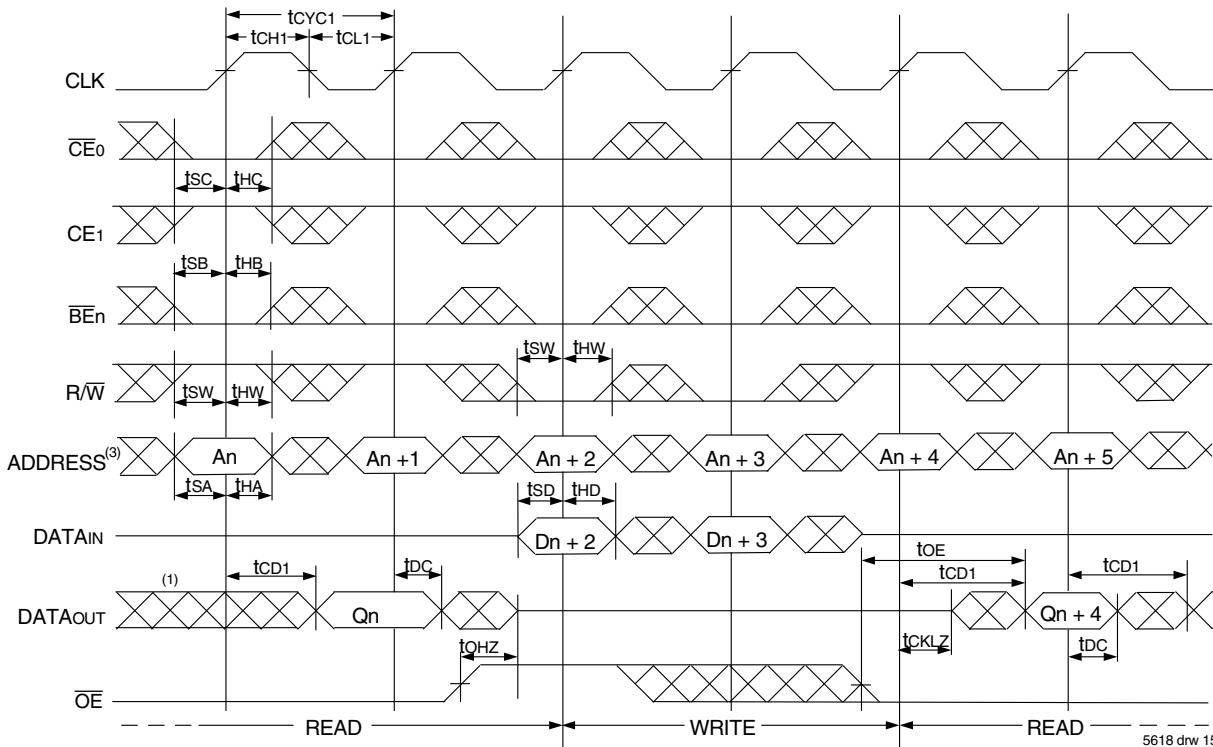 tCYC1
tCH1 tCL1
CLK
CE0
tSC tHC
CE1
tSB tHB
BEn
tSW tHW
R/W
tSW tHW
ADDRESS(3) An An +1 An + 2 An + 3 An + 4 An + 5
tSA tHA tSD tHD
DATAIN Dn + 2 Dn + 3
tOE
(1) tCD1 tDC tCD1 tCD1
DATAOUT Qn Qn + 4
tOHZ tCKLZ tDC
OE
READ WRITE READ
5618 drw 15